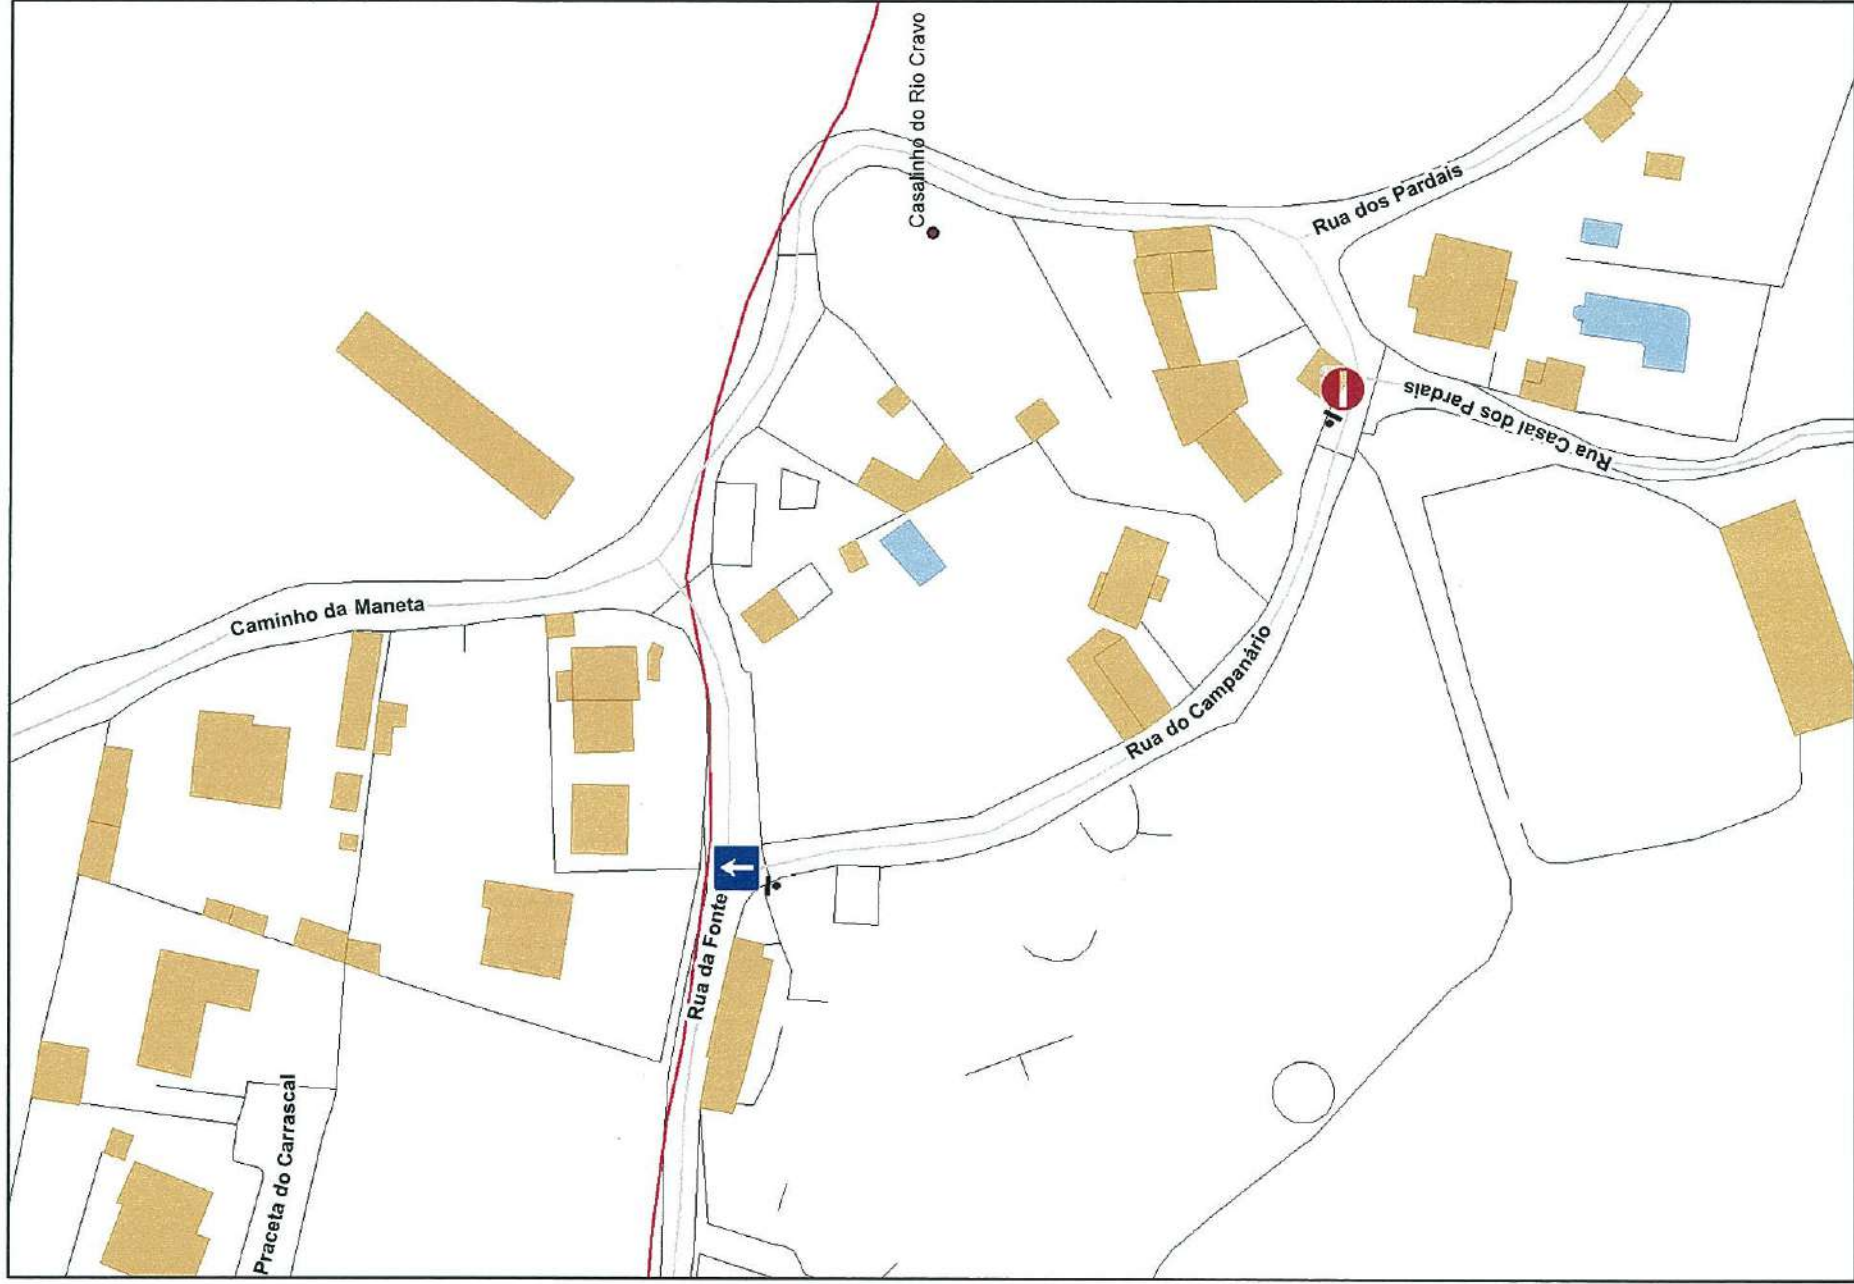 Casalinho do Rio Cravo
Rua dos Pardais
Rua Casal dos Pardais
Caminho da Maneta
Rua do Campanário
Rua da Fonte
Praceta do Carrascal